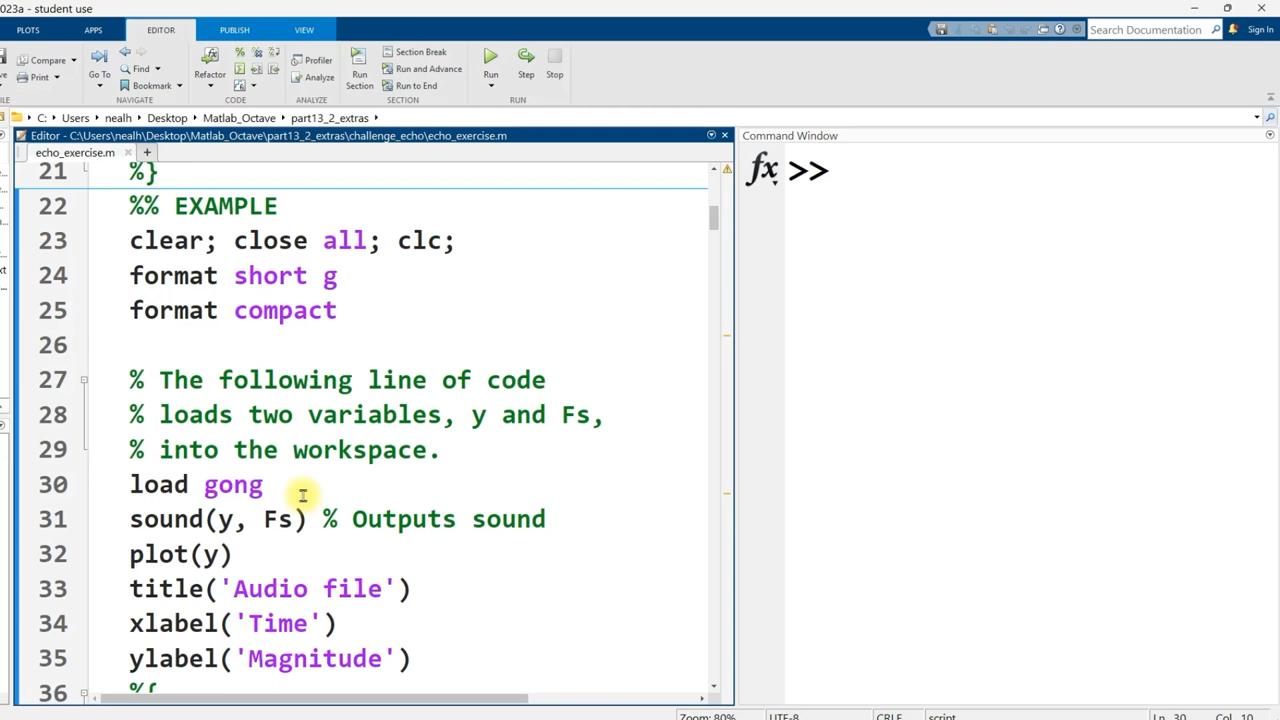 023a - student use
PLOTS APPS EDITOR PUBLISH VIEW
Search Documentation Sign In
Compare
Print
Go To
Find
Bookmark
NAVIGATE
Refactor
CODE
Profiler
Analyze
ANALYZE
Run Section
Section Break
Run and Advance
Run to End
SECTION
Run
Step
Stop
RUN
C: Users nealh Desktop Matlab_Octave part13_2_extras
Editor - C:\Users\nealh\Desktop\Matlab_Octave\part13_2_extras\challenge_echo\echo_exercise.m
echo_exercise.m
21 %}
22 %% EXAMPLE
23 clear; close all; clc;
24 format short g
25 format compact
26
27 % The following line of code
28 % loads two variables, y and Fs,
29 % into the workspace.
30 load gong
31 sound(y, Fs) % Outputs sound
32 plot(y)
33 title('Audio file')
34 xlabel('Time')
35 ylabel('Magnitude')
36 %{
Command Window
fx >>
Zoom: 80% UTF-8 CRLF script Ln 30 Col 10